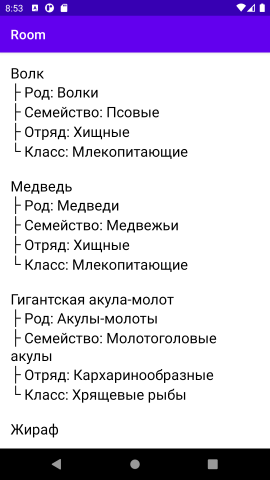 8:53
Room
Волк
├ Род: Волки
├ Семейство: Псовые
├ Отряд: Хищные
└ Класс: Млекопитающие
Медведь
├ Род: Медведи
├ Семейство: Медвежьи
├ Отряд: Хищные
└ Класс: Млекопитающие
Гигантская акула-молот
├ Род: Акулы-молоты
├ Семейство: Молотоголовые
акулы
├ Отряд: Кархаринообразные
└ Класс: Хрящевые рыбы
Жираф